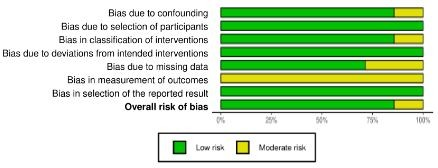 Bias due to confounding
Bias due to selection of participants
Bias in classification of interventions
Bias due to deviations from intended interventions
Bias due to missing data
Bias in measurement of outcomes
Bias in selection of the reported result
Overall risk of bias
0% 25% 50% 75% 100%
Low risk Moderate risk